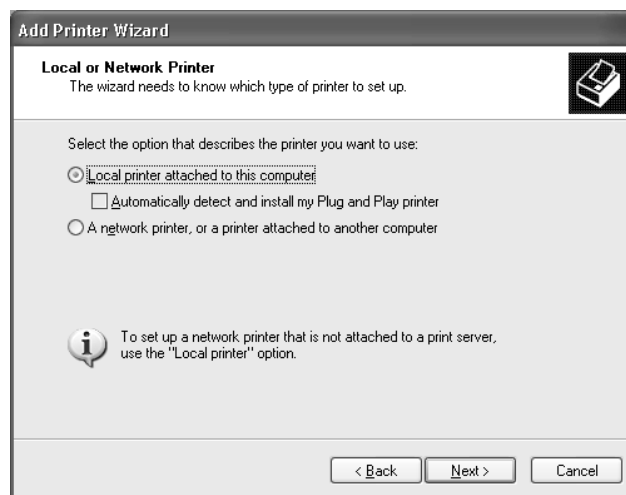 Add Printer Wizard
Local or Network Printer
The wizard needs to know which type of printer to set up.
Select the option that describes the printer you want to use:
Local printer attached to this computer
Automatically detect and install my Plug and Play printer
A network printer, or a printer attached to another computer
To set up a network printer that is not attached to a print server,
use the "Local printer" option.
< Back
Next >
Cancel